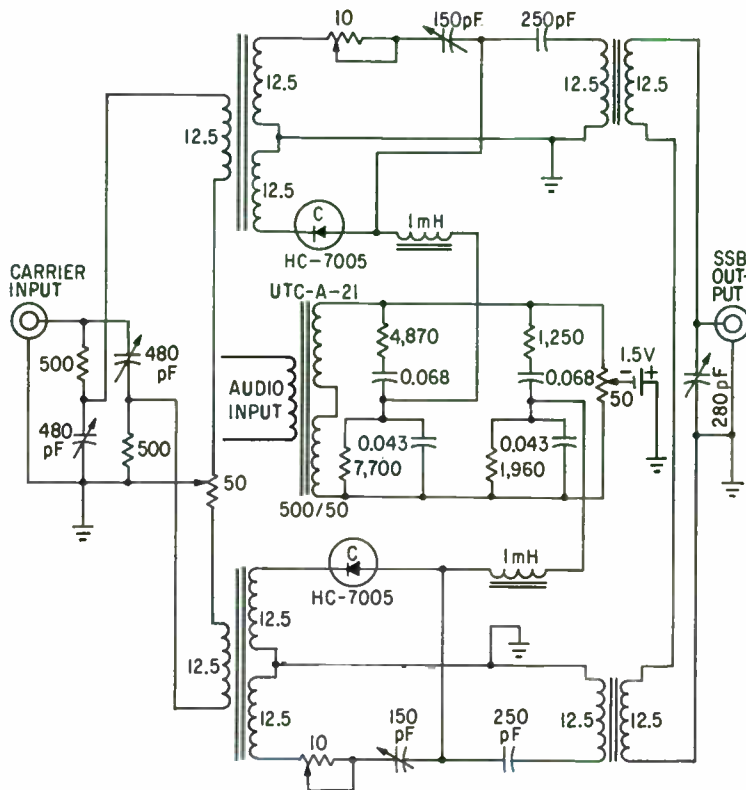 10
150pF
250pF
12.5
12.5
12.5
12.5
12.5
C
HC-7005
1mH
CARRIER
INPUT
UTC-A-21
SSB
OUT-
PUT
500
480
pF
4,870
1,250
1.5V
- +
0.068
0.068
50
AUDIO
INPUT
280pF
480
pF
500
0.043
0.043
7,700
1,960
50
500/50
C
HC-7005
1mH
12.5
12.5
12.5
12.5
12.5
10
150
pF
250
pF